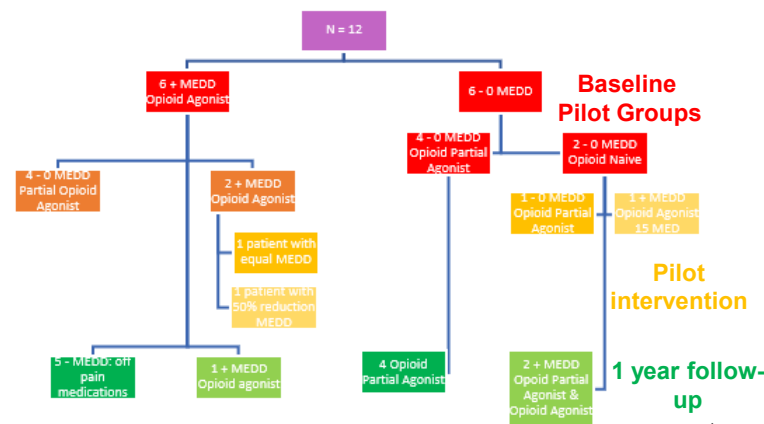 N = 12
6 + MEDD
Opioid Agonist
6 - 0 MEDD
Baseline
Pilot Groups
4 - 0 MEDD
Opioid Partial
Agonist
2 - 0 MEDD
Opioid Naive
4 - 0 MEDD
Partial Opioid
Agonist
2 + MEDD
Opioid Agonist
1 - 0 MEDD
Opioid Partial
Agonist
1 + MEDD
Opioid Agonist
15 MED
1 patient with
equal MEDD
1 patient with
50% reduction
MEDD
Pilot
intervention
5 - MEDD: off
pain
medications
1 + MEDD
Opioid agonist
4 Opioid
Partial Agonist
2 + MEDD
Opoid Partial
Agonist &
Opioid Agonist
1 year follow-
up